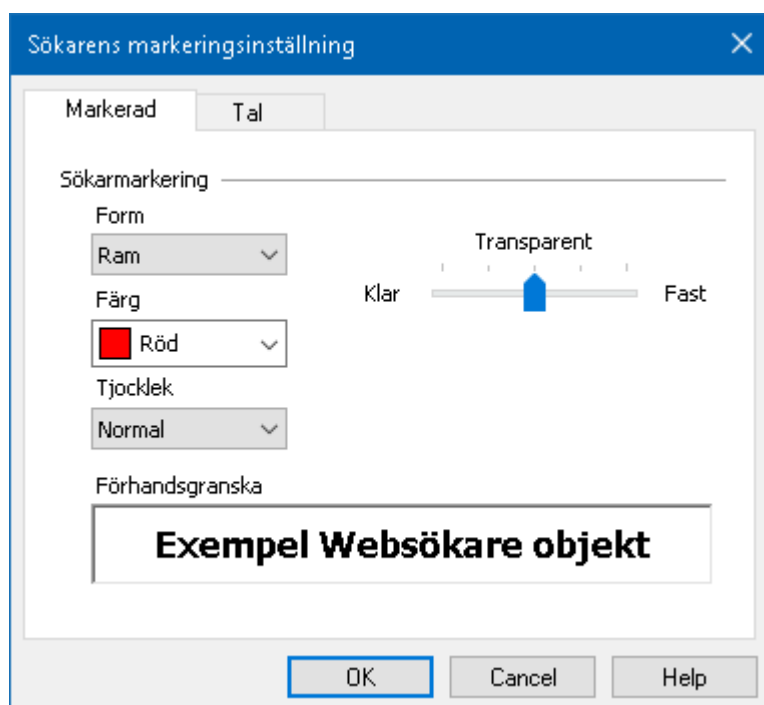 Sökarens markeringsinställning
Markerad
Tal
Sökarmarkering
Form
Ram
Transparent
Klar
Fast
Färg
Röd
Tjocklek
Normal
Förhandsgranska
Exempel Websökare objekt
OK
Cancel
Help